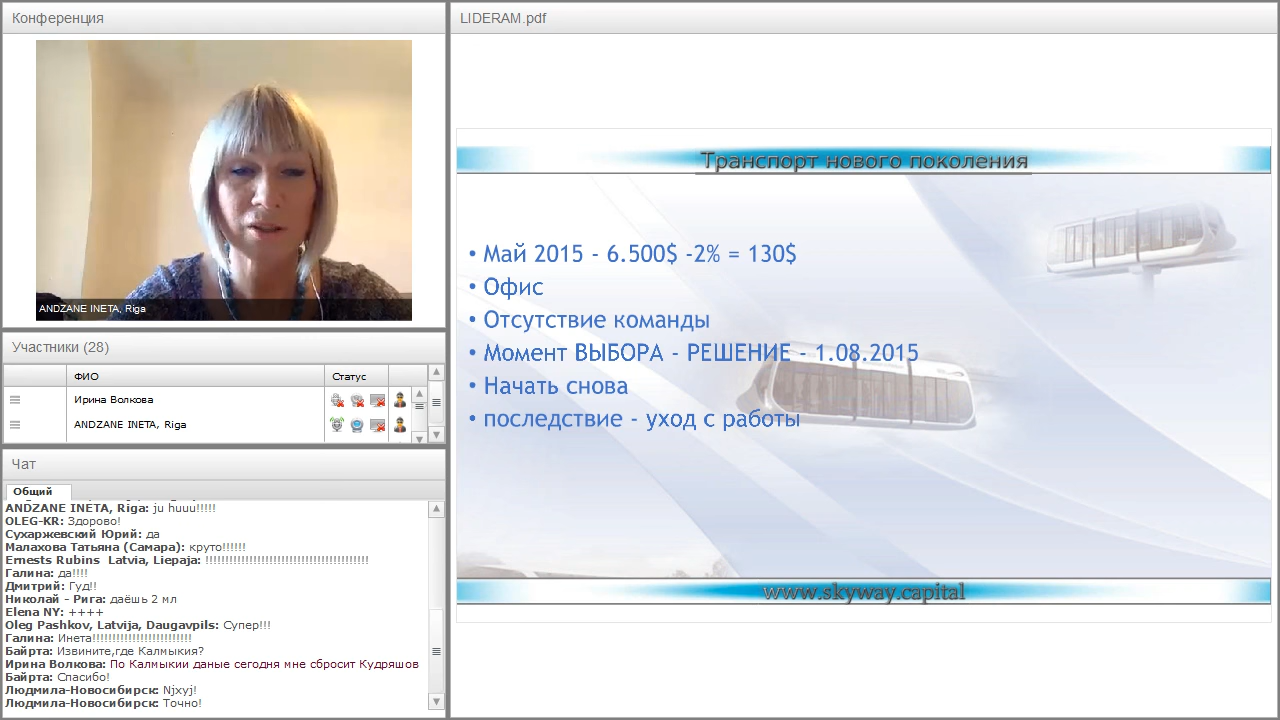 Конференция
ANDZANE INETA, Riga
Участники (28)
ФИО
Статус
Ирина Волкова
ANDZANE INETA, Riga
Чат
Общий
ANDZANE INETA, Riga: ju huuu!!!!!
OLEG-KR: Здорово!
Сухаржевский Юрий: да
Малахова Татьяна (Самара): круто!!!!!!
Ernests Rubins Latvia, Liepaja: !!!!!!!!!!!!!!!!!!!!!!!!!!!!!!!!!!!!!!!!!
Галина: да!!!!
Дмитрий: Гуд!!
Николай - Рига: даёшь 2 мл
Elena NY: ++++
Oleg Pashkov, Latvija, Daugavpils: Супер!!!
Галина: Инета!!!!!!!!!!!!!!!!!!!!!!!!!
Байрта: Извините,где Калмыкия?
Ирина Волкова: По Калмыкии даные сегодня мне сбросит Кудряшов
Байрта: Спасибо!
Людмила-Новосибирск: Njxyj!
Людмила-Новосибирск: Точно!
LIDERAM.pdf
Транспорт нового поколения
• Май 2015 - 6.500$ -2% = 130$
• Офис
• Отсутствие команды
• Момент ВЫБОРА - РЕШЕНИЕ - 1.08.2015
• Начать снова
• последствие - уход с работы
www.skyway.capital